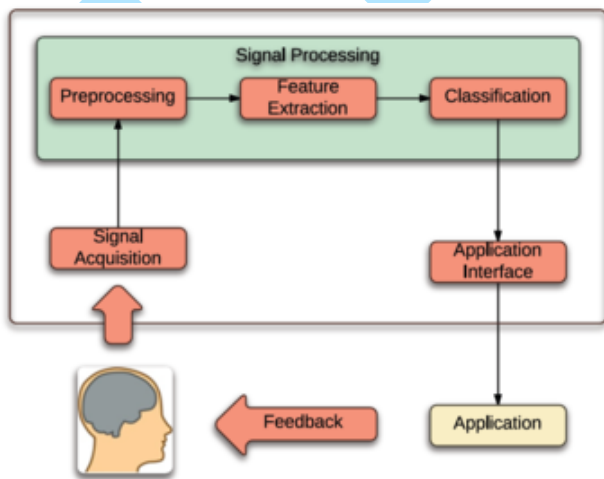 Signal Processing
Preprocessing
Feature
Extraction
Classification
Signal
Acquisition
Application
Interface
Feedback
Application